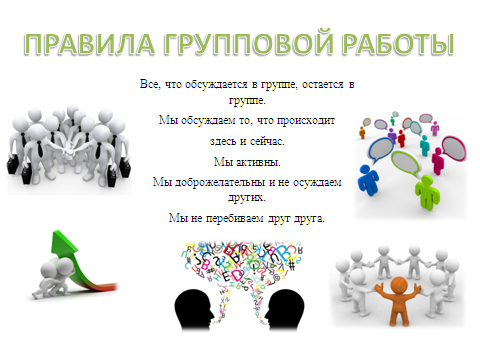 ПРАВИЛА ГРУППОВОЙ РАБОТЫ
Все, что обсуждается в группе, остается в
группе.
Мы обсуждаем то, что происходит
здесь и сейчас.
Мы активны.
Мы доброжелательны и не осуждаем
других.
Мы не перебиваем друг друга.